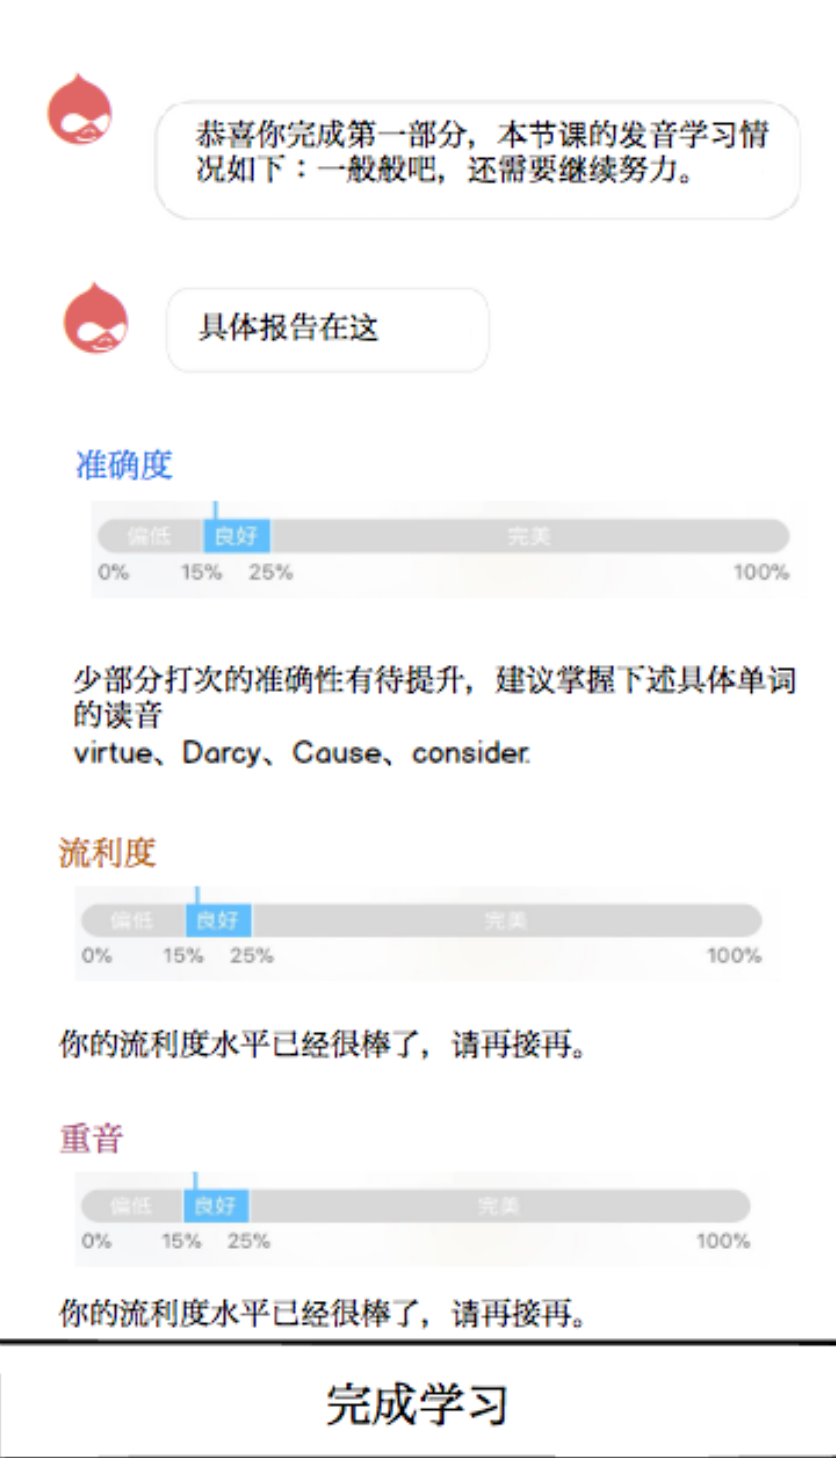 恭喜你完成第一部分，本节课的发音学习情
况如下：一般般吧，还需要继续努力。
具体报告在这
准确度
偏低 良好 完美
0% 15% 25% 100%
少部分打次的准确性有待提升，建议掌握下述具体单词
的读音
virtue、Darcy、Cause、consider.
流利度
偏低 良好 完美
0% 15% 25% 100%
你的流利度水平已经很棒了，请再接再。
重音
偏低 良好 完美
0% 15% 25% 100%
你的流利度水平已经很棒了，请再接再。
完成学习